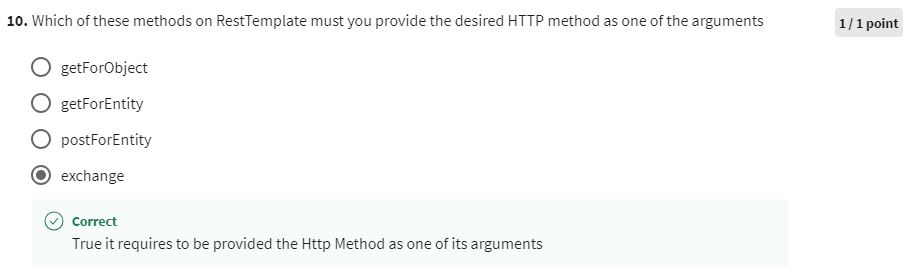 10. Which of these methods on RestTemplate must you provide the desired HTTP method as one of the arguments
1 / 1 point
getForObject
getForEntity
postForEntity
exchange
Correct
True it requires to be provided the Http Method as one of its arguments